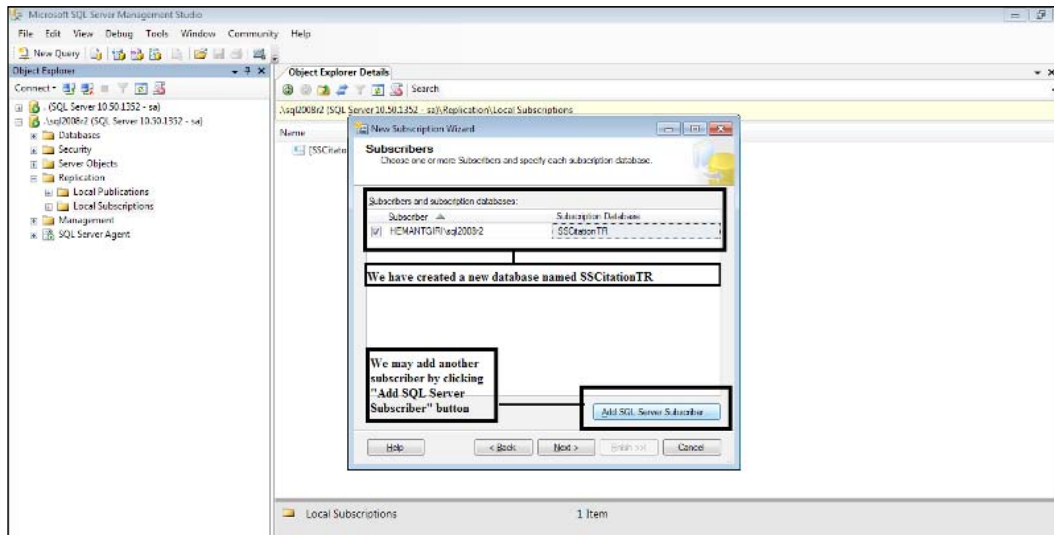 Microsoft SQL Server Management Studio
File Edit View Debug Tools Window Community Help
New Query
Object Explorer
Connect
. (SQL Server 10.50.1352 - sa)
.\sql2008r2 (SQL Server 10.50.1352 - sa)
Databases
Security
Server Objects
Replication
Local Publications
Local Subscriptions
Management
SQL Server Agent
Object Explorer Details
Search
.\sql2008r2 (SQL Server 10.50.1352 - sa)\Replication\Local Subscriptions
Name
[SSCitatio
New Subscription Wizard
Subscribers
Choose one or more Subscribers and specify each subscription database.
Subscribers and subscription databases:
Subscriber Subscription Database
HEMANTGIRI\sql2008r2 SSCitationTR
We have created a new database named SSCitationTR
We may add another
subscriber by clicking
"Add SQL Server
Subscriber" button
Add SQL Server Subscriber
Help < Back Next > Finish >>| Cancel
Local Subscriptions 1 Item